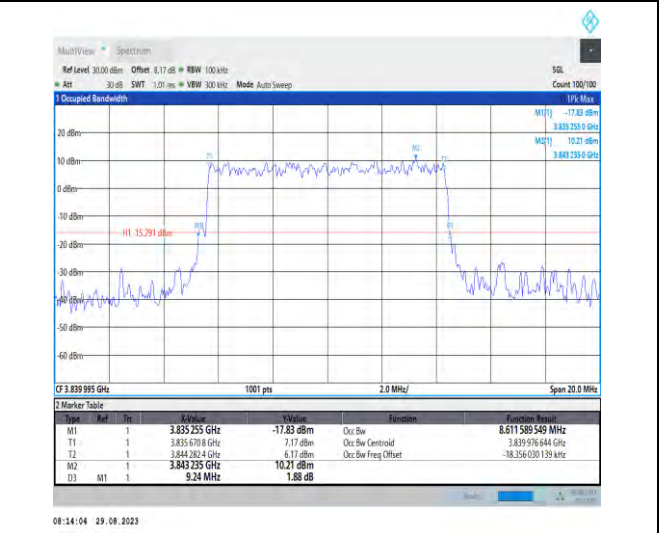 MultiView Spectrum
Ref Level 30.00 dBm Offset 8.17 dB RBW 100 kHz SGL
Att 30 dB SWT 1.01 ms VBW 300 kHz Mode Auto Sweep Count 100/100
1 Occupied Bandwidth 1Pk Max
M1[1] -17.83 dBm
3.835 255 0 GHz
20 dBm M2[1] 10.21 dBm
3.843 235 0 GHz
M2
T1
10 dBm
0 dBm
-10 dBm
H1 -15.791 dBm
-20 dBm
-30 dBm
-40 dBm
-50 dBm
-60 dBm
CF 3.839 995 GHz 1001 pts 2.0 MHz/ Span 20.0 MHz
2 Marker Table
Type Ref Trc X-Value Y-Value Function Function Result
M1 1 3.835 255 GHz -17.83 dBm Occ Bw 8.611 589 549 MHz
T1 1 3.835 670 8 GHz 7.17 dBm Occ Bw Centroid 3.839 976 644 GHz
T2 1 3.844 282 4 GHz 6.17 dBm Occ Bw Freq Offset -18.356 030 139 kHz
M2 1 3.843 235 GHz 10.21 dBm
D3 M1 1 9.24 MHz 1.88 dB
08:14:04 29.08.2023